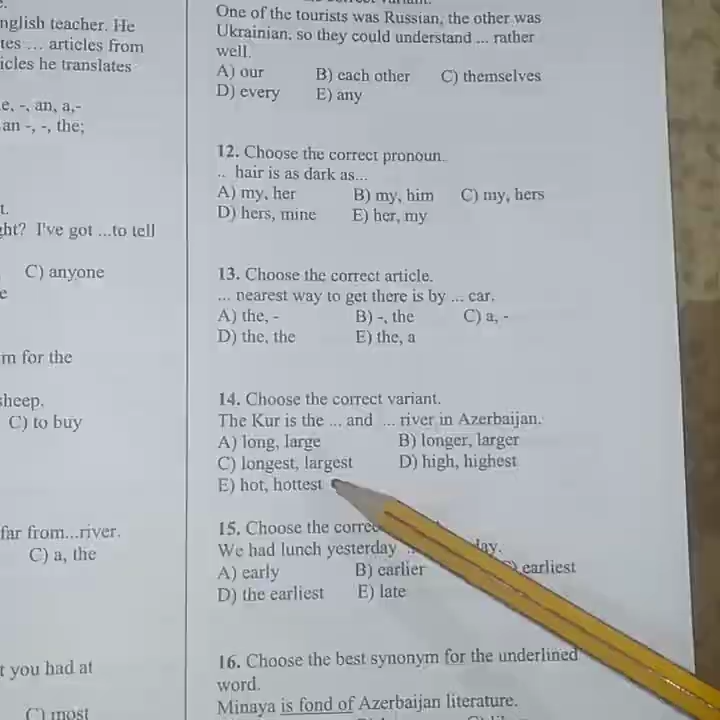 nglish teacher. He
tes ... articles from
icles he translates
e, -, an, a,-
an -, -, the;
t.
ght? I've got ...to tell
C) anyone
e
m for the
sheep.
C) to buy
far from...river.
C) a, the
t you had at
C) most
One of the tourists was Russian, the other was
Ukrainian, so they could understand ... rather
well.
A) our B) each other C) themselves
D) every E) any
12. Choose the correct pronoun.
.. hair is as dark as...
A) my, her B) my, him C) my, hers
D) hers, mine E) her, my
13. Choose the correct article.
... nearest way to get there is by ... car.
A) the, - B) -, the C) a, -
D) the, the E) the, a
14. Choose the correct variant.
The Kur is the ... and ... river in Azerbaijan.
A) long, large B) longer, larger
C) longest, largest D) high, highest
E) hot, hottest
15. Choose the
We had lunch yesterday
A) early B) earlier C) earliest
D) the earliest E) late
16. Choose the best synonym for the underlined
word.
Minaya is fond of Azerbaijan literature.